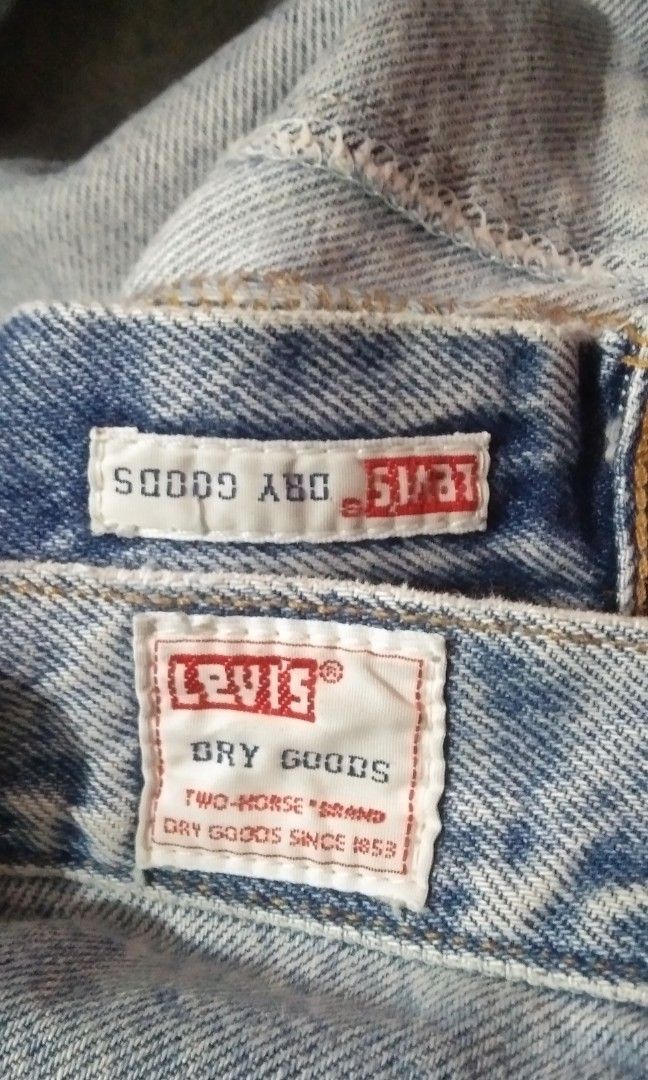 LEVI'S® DRY GOODS
LEVI'S®
DRY GOODS
TWO-HORSE "BRAND
DRY GOODS SINCE 1853